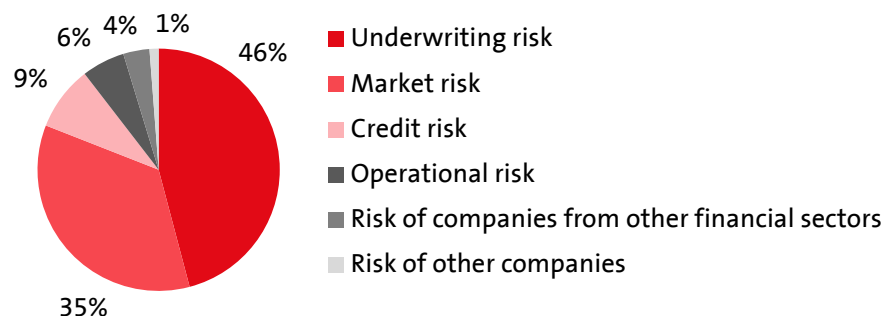 4% 1%
6% 46%
9%
35%
Underwriting risk
Market risk
Credit risk
Operational risk
Risk of companies from other financial sectors
Risk of other companies